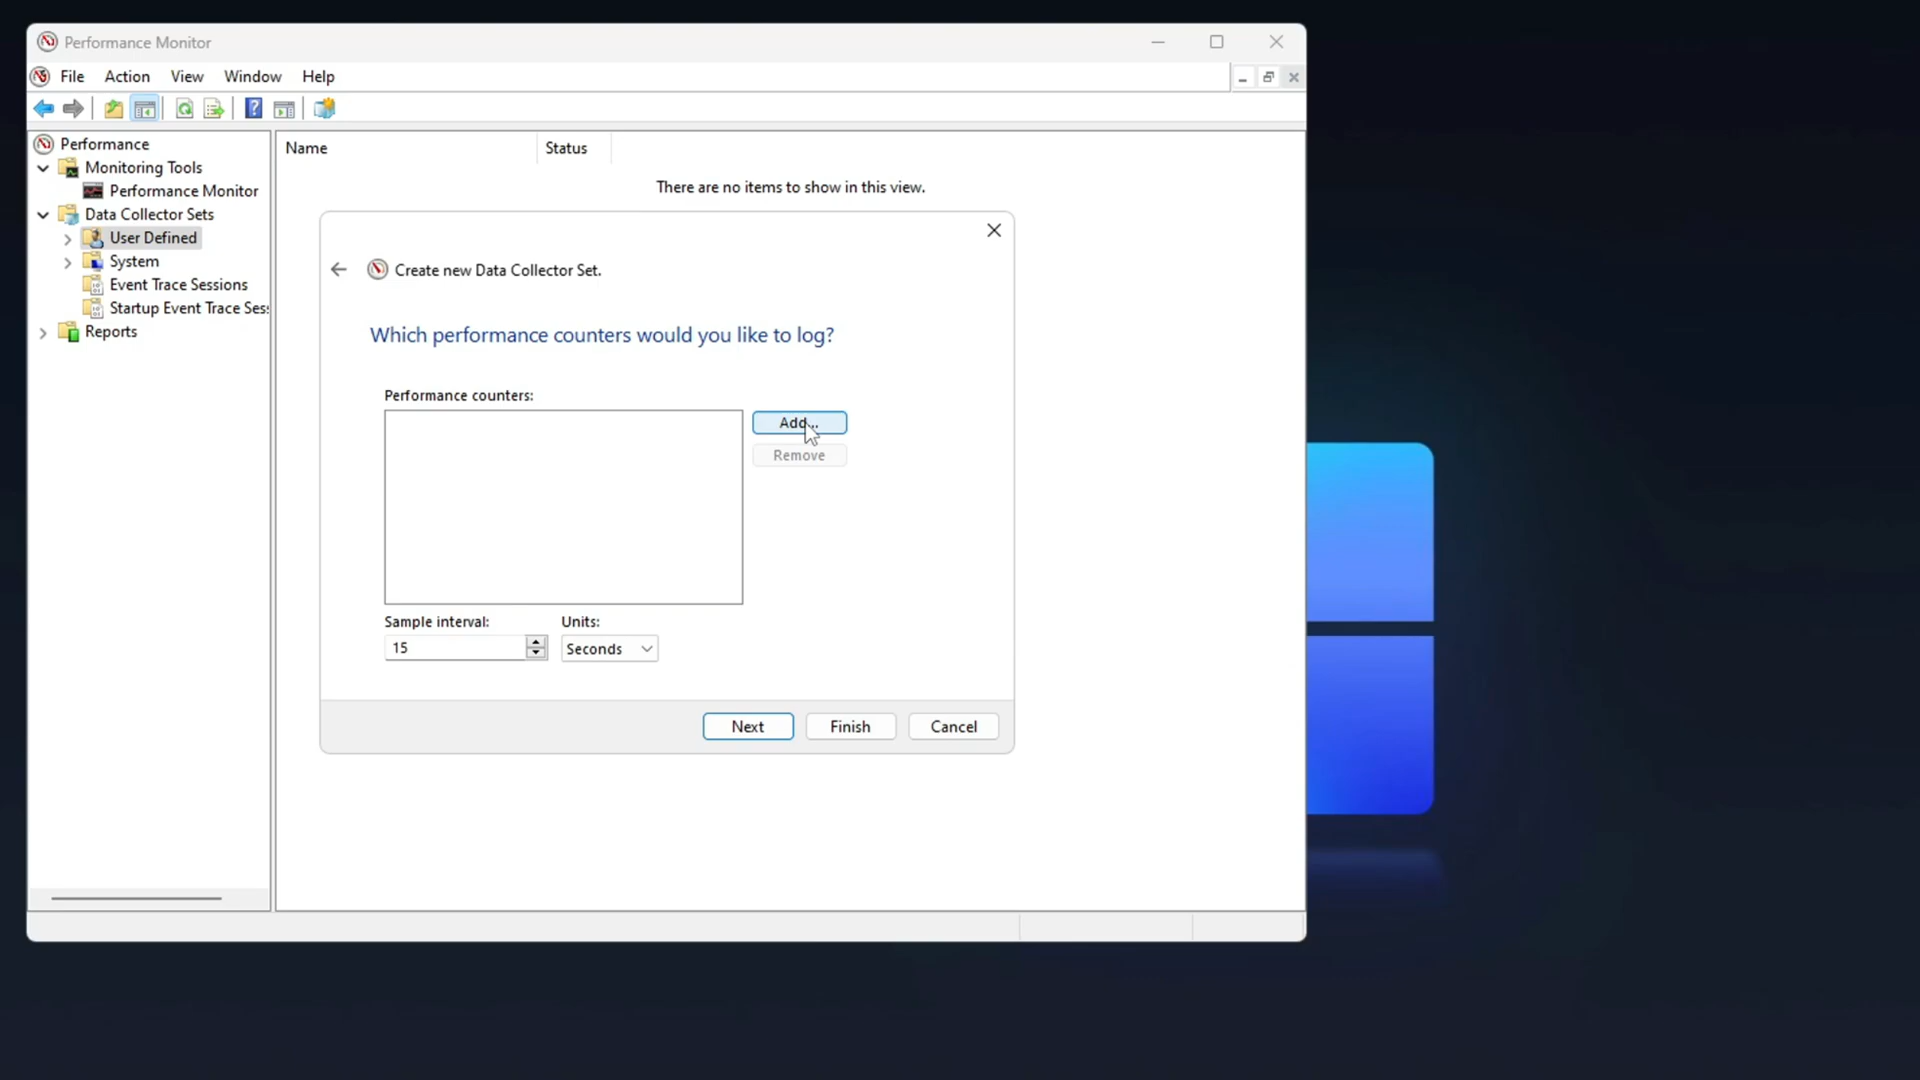 Performance Monitor
File Action View Window Help
Performance
Monitoring Tools
Performance Monitor
Data Collector Sets
User Defined
System
Event Trace Sessions
Startup Event Trace Ses
Reports
Name Status
There are no items to show in this view.
Create new Data Collector Set.
Which performance counters would you like to log?
Performance counters:
Add...
Remove
Sample interval: Units:
15 Seconds
Next Finish Cancel